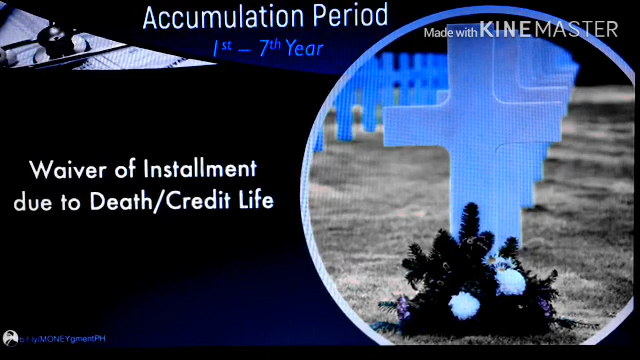 Accumulation Period
Made with KINEMASTER
1st – 7th Year
Waiver of Installment
due to Death/Credit Life
bit.ly/MONEYgmentPH